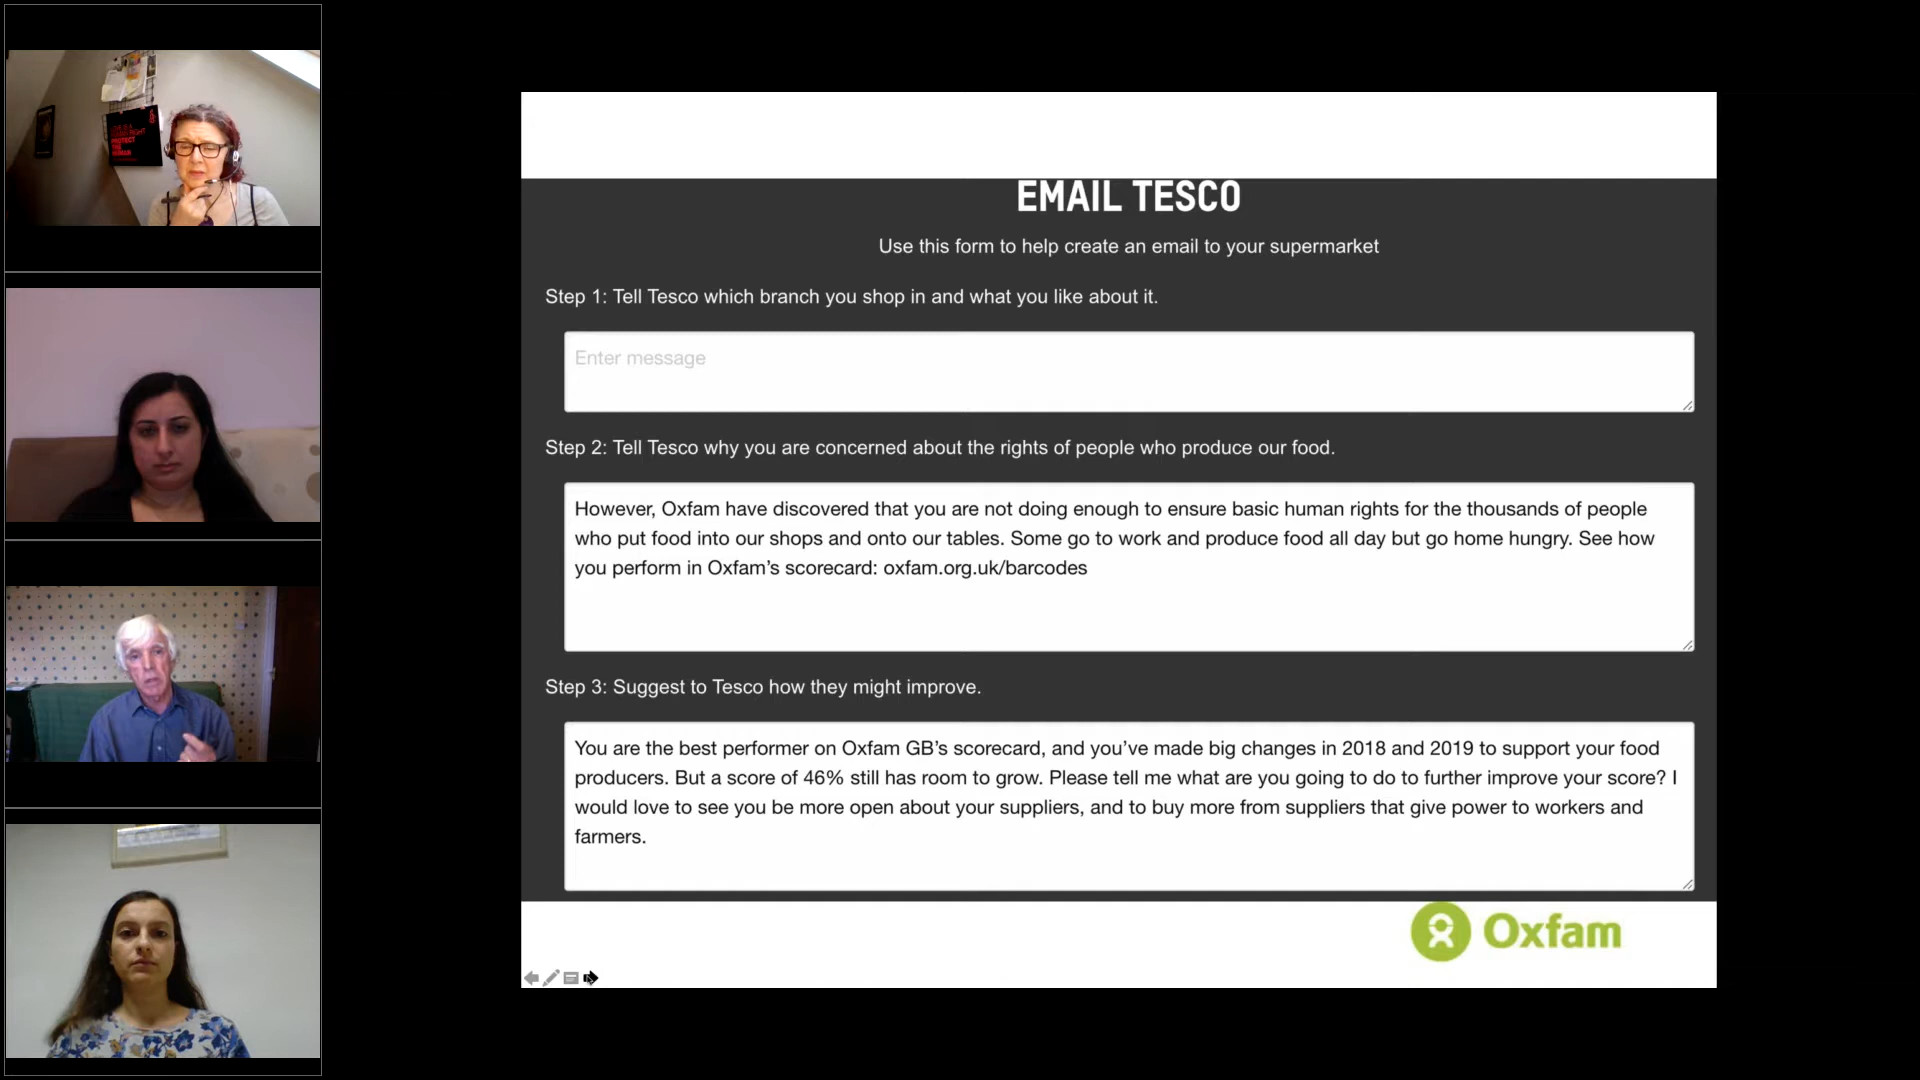 EMAIL TESCO
Use this form to help create an email to your supermarket
Step 1: Tell Tesco which branch you shop in and what you like about it.
Enter message
Step 2: Tell Tesco why you are concerned about the rights of people who produce our food.
However, Oxfam have discovered that you are not doing enough to ensure basic human rights for the thousands of people
who put food into our shops and onto our tables. Some go to work and produce food all day but go home hungry. See how
you perform in Oxfam’s scorecard: oxfam.org.uk/barcodes
Step 3: Suggest to Tesco how they might improve.
You are the best performer on Oxfam GB’s scorecard, and you’ve made big changes in 2018 and 2019 to support your food
producers. But a score of 46% still has room to grow. Please tell me what are you going to do to further improve your score? I
would love to see you be more open about your suppliers, and to buy more from suppliers that give power to workers and
farmers.
Oxfam
PROTECT
THE
HUMAN